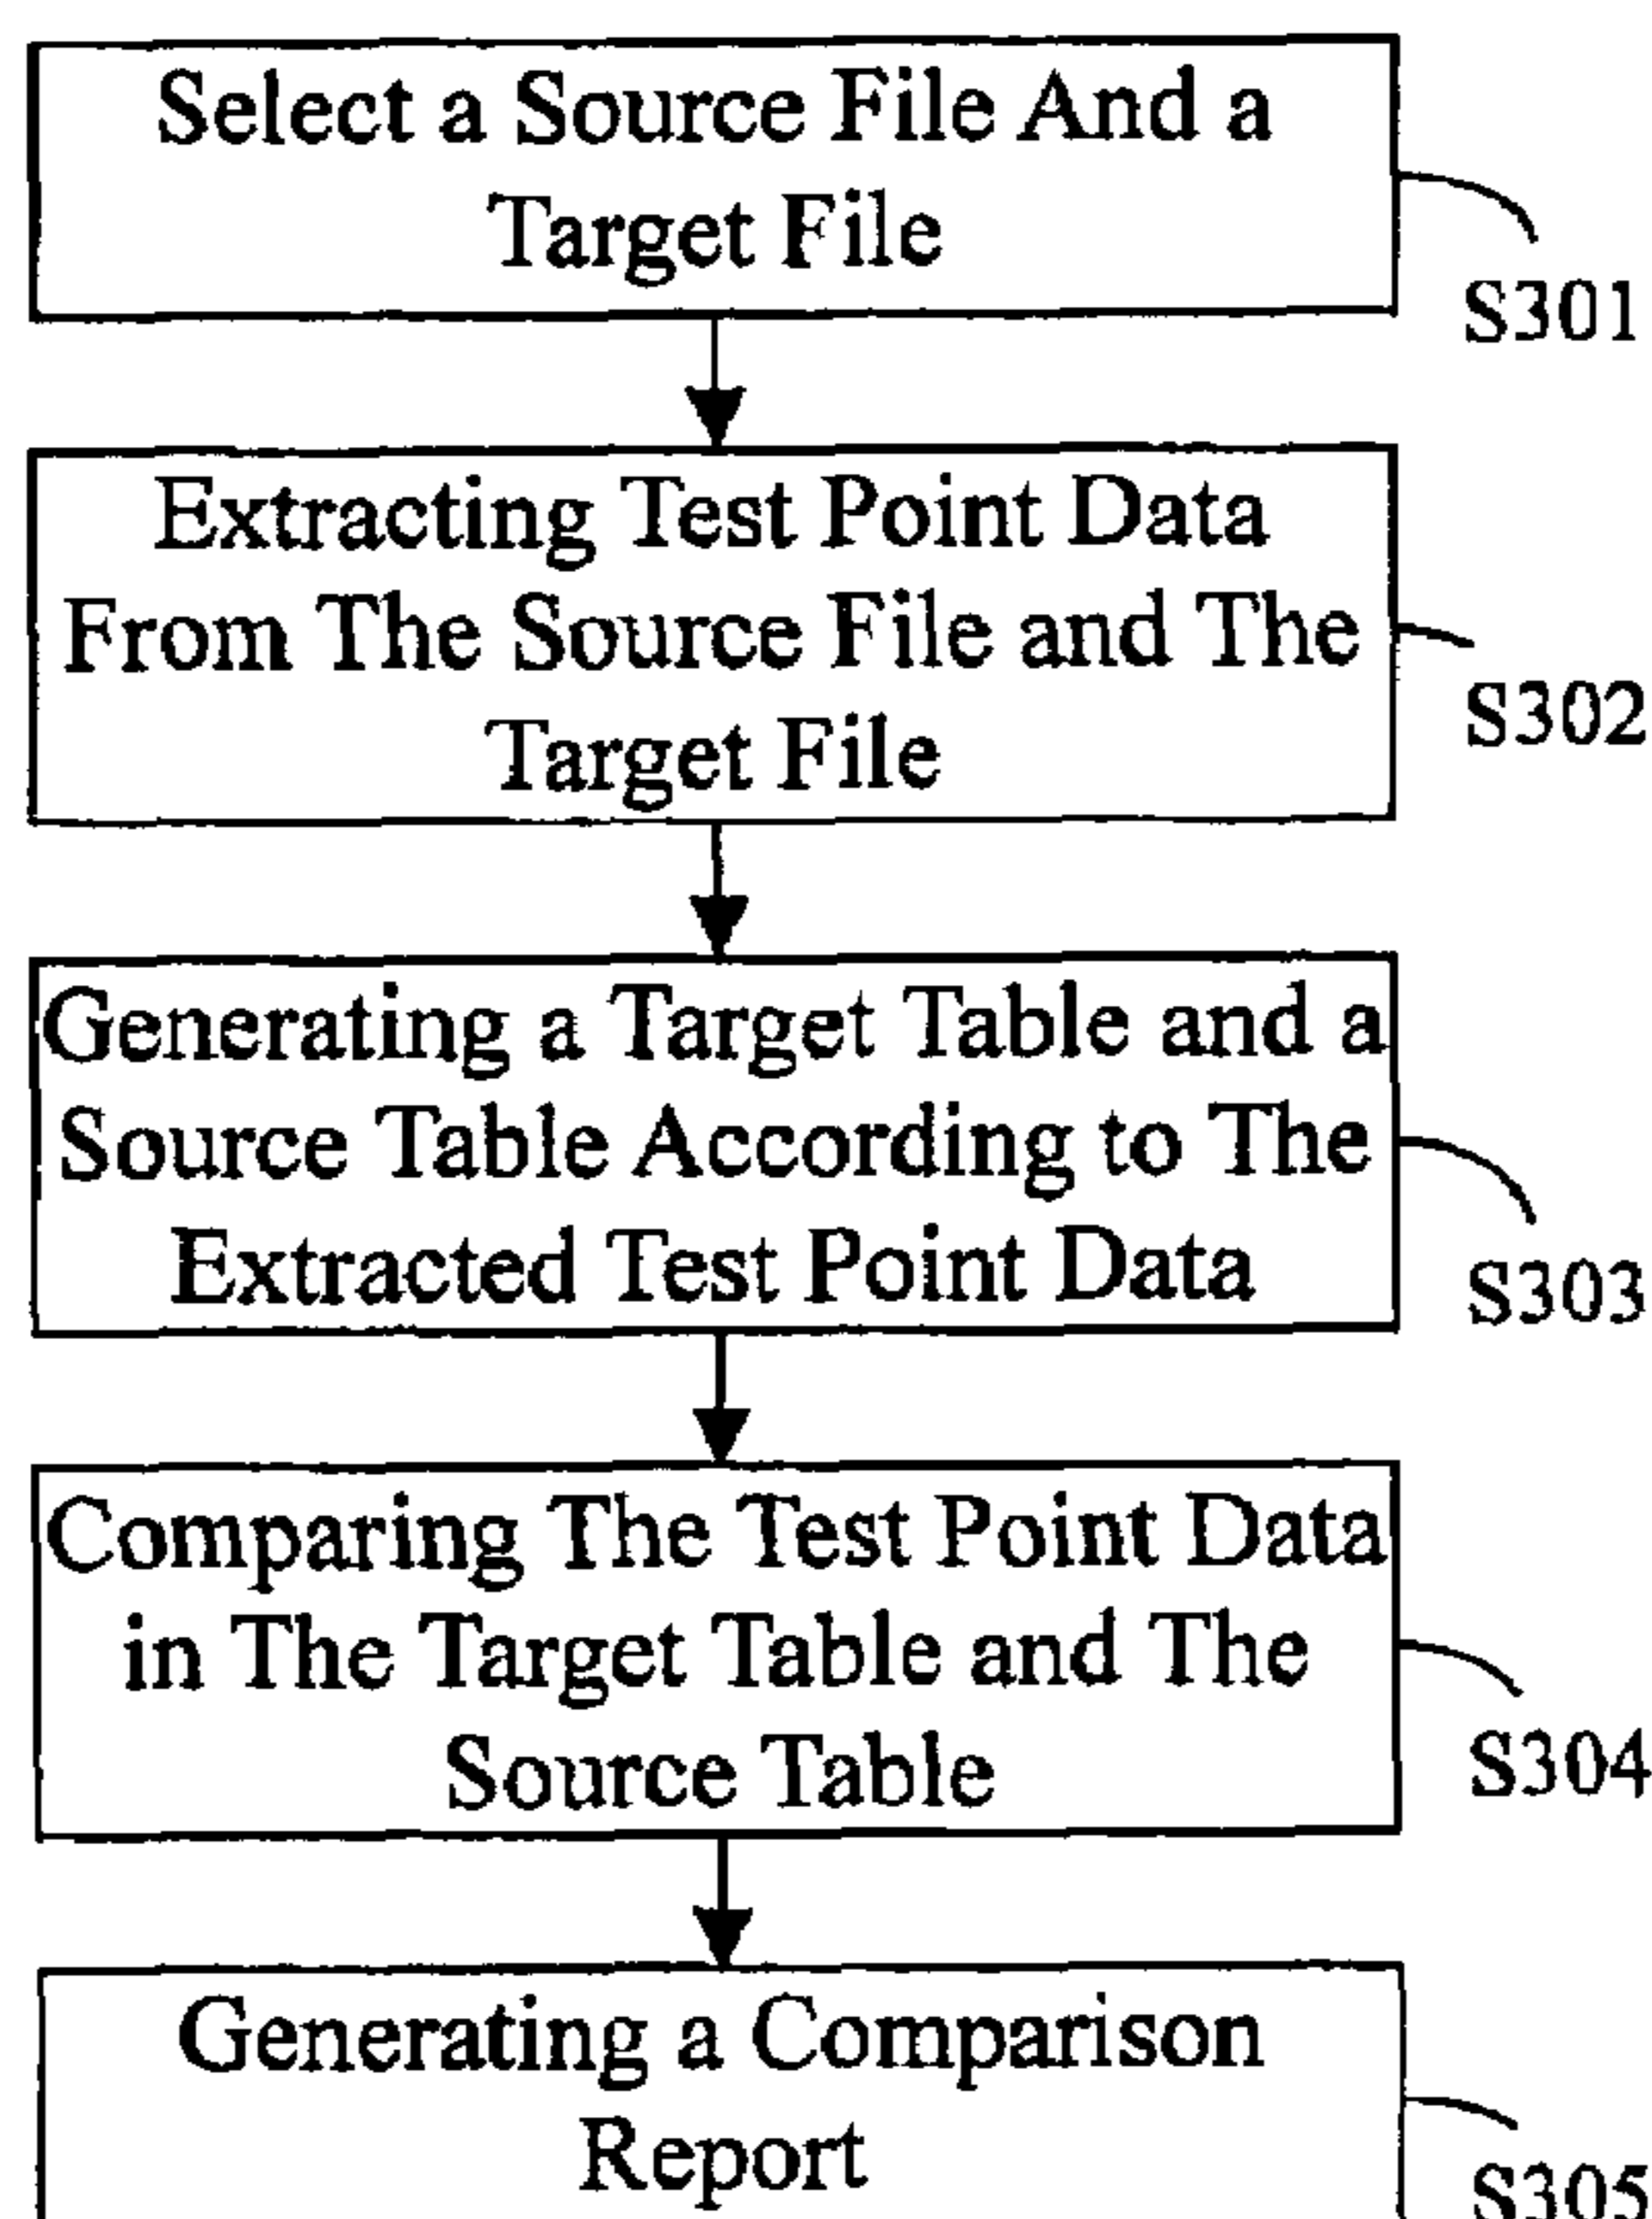 Select a Source File And a
Target File
S301
Extracting Test Point Data
From The Source File and The
Target File
S302
Generating a Target Table and a
Source Table According to The
Extracted Test Point Data
S303
Comparing The Test Point Data
in The Target Table and The
Source Table
S304
Generating a Comparison
Report
S305